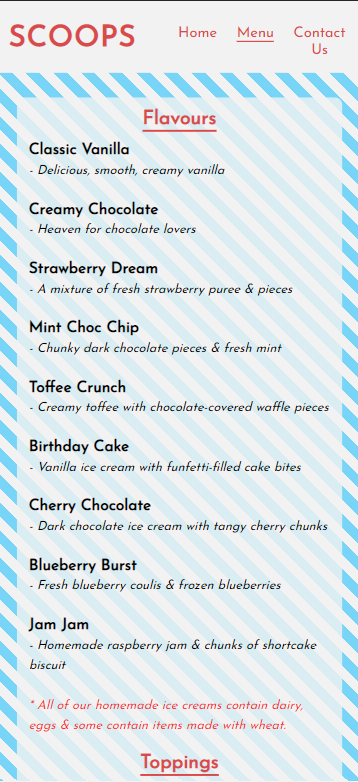 SCOOPS
Home Menu Contact
Us
Flavours
Classic Vanilla
- Delicious, smooth, creamy vanilla
Creamy Chocolate
- Heaven for chocolate lovers
Strawberry Dream
- A mixture of fresh strawberry puree & pieces
Mint Choc Chip
- Chunky dark chocolate pieces & fresh mint
Toffee Crunch
- Creamy toffee with chocolate-covered waffle pieces
Birthday Cake
- Vanilla ice cream with funfetti-filled cake bites
Cherry Chocolate
- Dark chocolate ice cream with tangy cherry chunks
Blueberry Burst
- Fresh blueberry coulis & frozen blueberries
Jam Jam
- Homemade raspberry jam & chunks of shortcake
biscuit
* All of our homemade ice creams contain dairy,
eggs & some contain items made with wheat.
Toppings